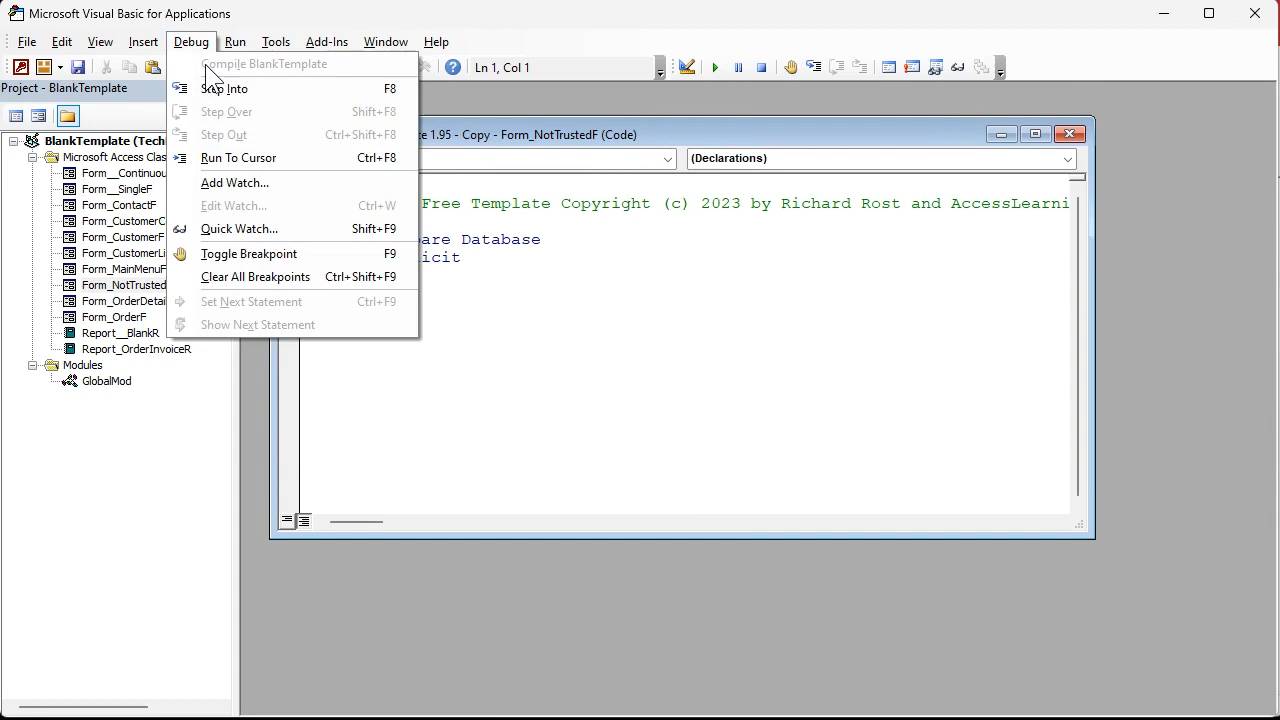 Microsoft Visual Basic for Applications
File Edit View Insert Debug Run Tools Add-Ins Window Help
Ln 1, Col 1
Project - BlankTemplate
BlankTemplate (Tech
Microsoft Access Clas
Form__Continuou
Form__SingleF
Form_ContactF
Form_CustomerC
Form_CustomerF
Form_CustomerLi
Form_MainMenuF
Form_NotTrusted
Form_OrderDetai
Form_OrderF
Report__BlankR
Report_OrderInvoiceR
Modules
GlobalMod
Compile BlankTemplate
Step Into F8
Step Over Shift+F8
Step Out Ctrl+Shift+F8
Run To Cursor Ctrl+F8
Add Watch...
Edit Watch... Ctrl+W
Quick Watch... Shift+F9
Toggle Breakpoint F9
Clear All Breakpoints Ctrl+Shift+F9
Set Next Statement Ctrl+F9
Show Next Statement
e 1.95 - Copy - Form_NotTrustedF (Code)
(Declarations)
Free Template Copyright (c) 2023 by Richard Rost and AccessLearni
are Database
icit